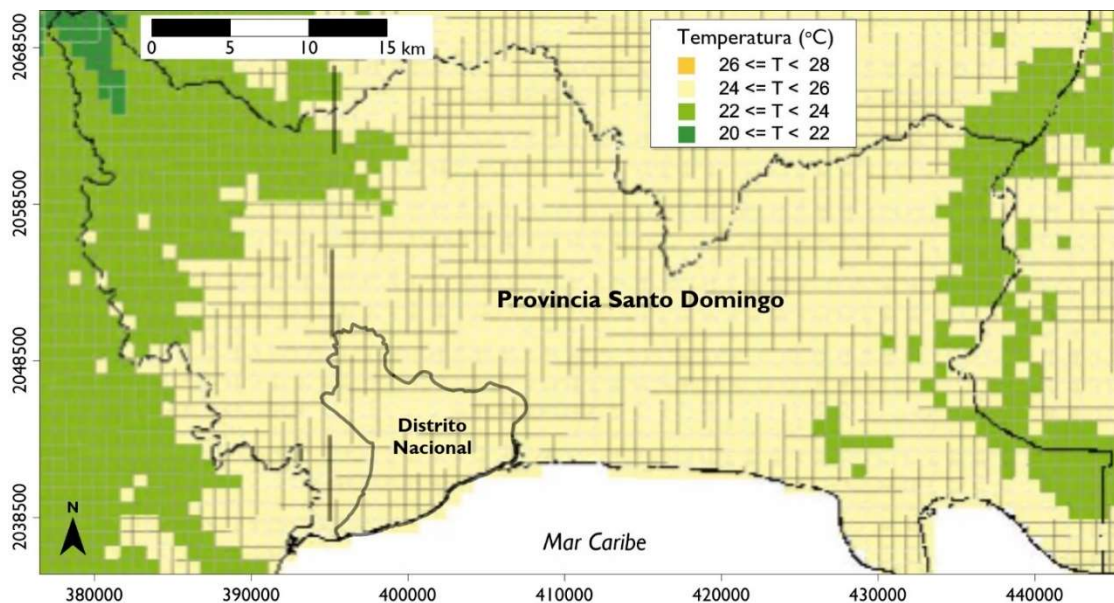 0 5 10 15 km
Temperatura (°C)
26 <= T < 28
24 <= T < 26
22 <= T < 24
20 <= T < 22
2068500
2058500
2048500
2038500
Provincia Santo Domingo
Distrito
Nacional
Mar Caribe
N
380000 390000 400000 410000 420000 430000 440000